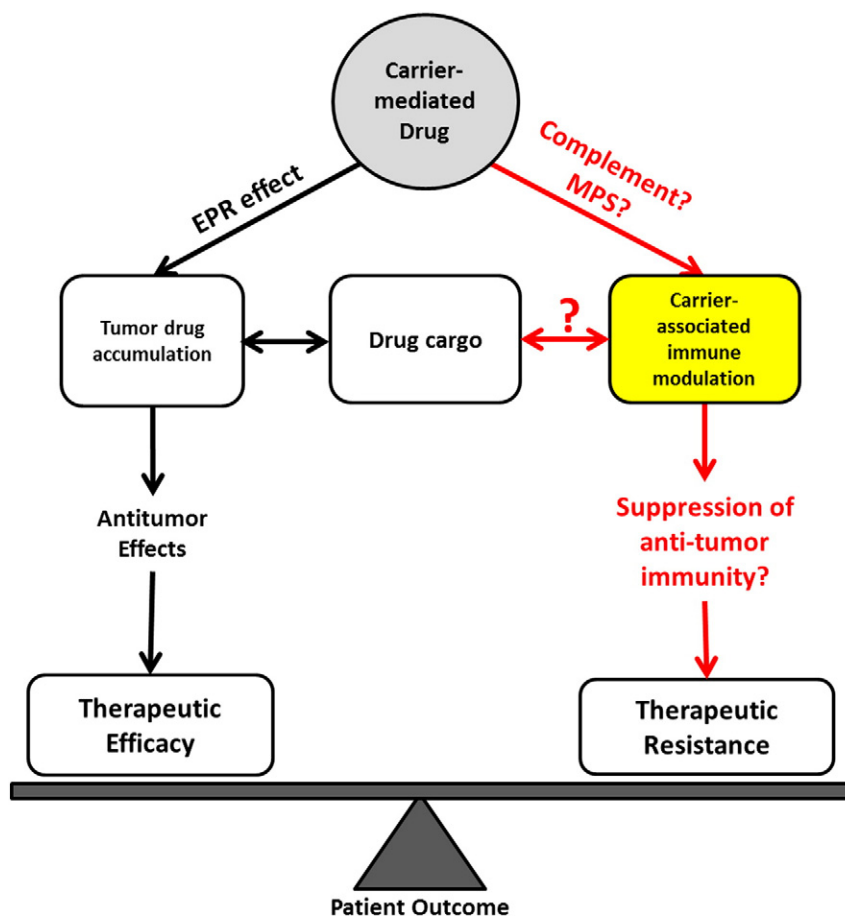 Carrier-
mediated
Drug
EPR effect
Complement?
MPS?
Tumor drug
accumulation
Drug cargo
?
Carrier-
associated
immune
modulation
Antitumor
Effects
Suppression of
anti-tumor
immunity?
Therapeutic
Efficacy
Therapeutic
Resistance
Patient Outcome